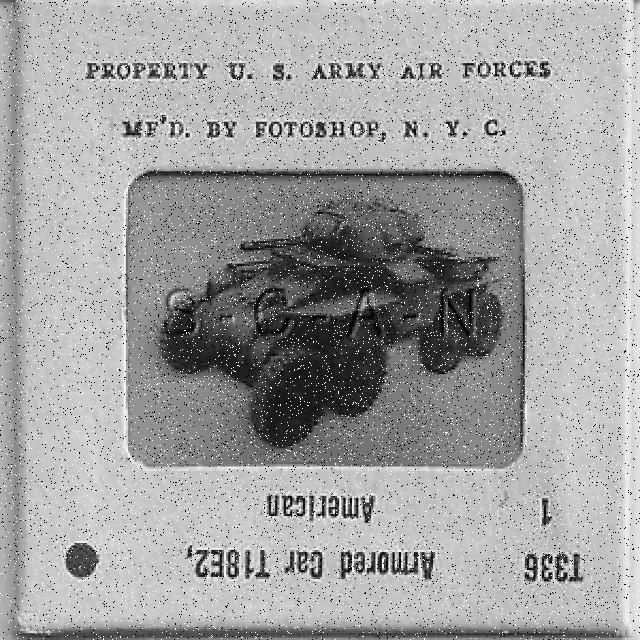 PROPERTY U. S. ARMY AIR FORCES
MF'D. BY FOTOSHOP, N. Y. C.
S-C-A-N
American 1
Armored Car T18E2, T336